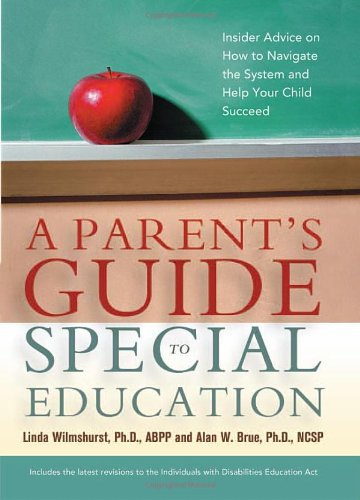 Insider Advice on
How to Navigate
the System and
Help Your Child
Succeed
A PARENT'S
GUIDE
TO
SPECIAL
EDUCATION
Linda Wilmshurst, Ph.D., ABPP and Alan W. Brue, Ph.D., NCSP
Includes the latest revisions to the Individuals with Disabilities Education Act